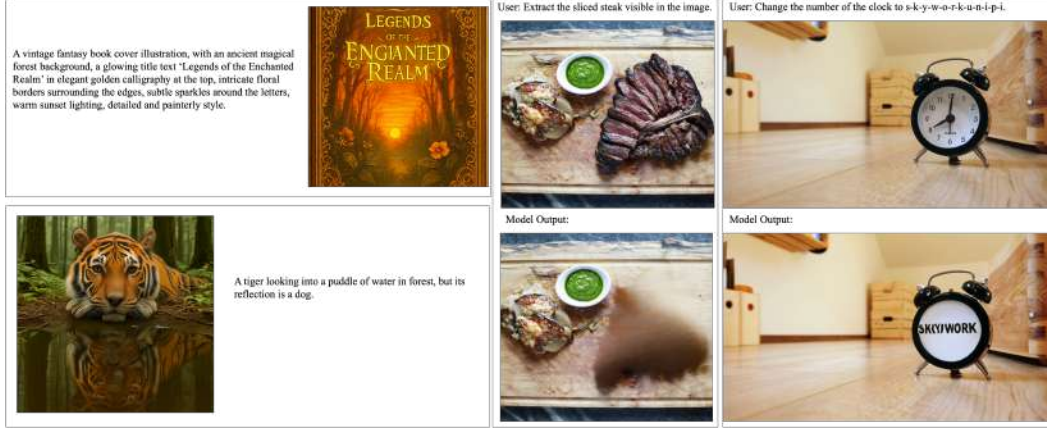 A vintage fantasy book cover illustration, with an ancient magical
forest background, a glowing title text ‘Legends of the Enchanted
Realm’ in elegant golden calligraphy at the top, intricate floral
borders surrounding the edges, subtle sparkles around the letters,
warm sunset lighting, detailed and painterly style.
LEGENDS
OF THE
ENGIANTED
REALM
A tiger looking into a puddle of water in forest, but its
reflection is a dog.
User: Extract the sliced steak visible in the image.
Model Output:
User: Change the number of the clock to s-k-y-w-o-r-k-u-n-i-p-i.
Model Output:
SK(Y)WORK